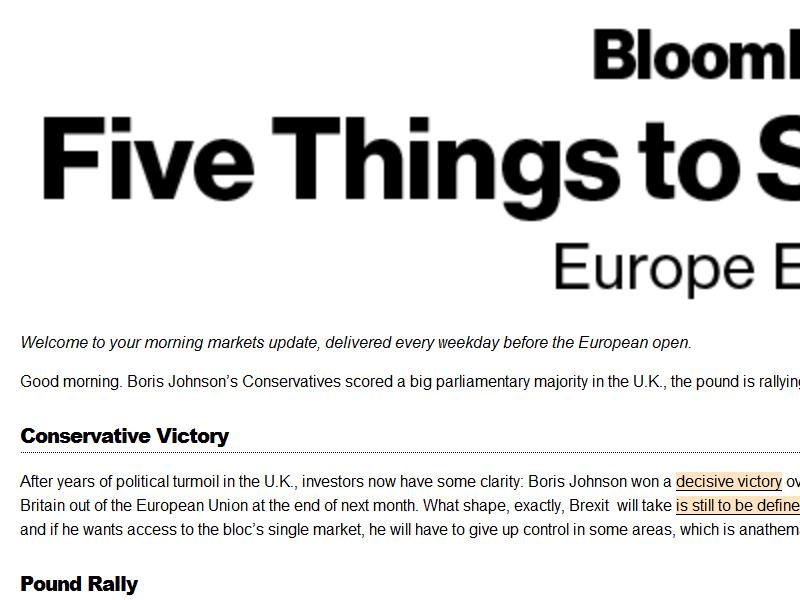 Bloom
Five Things to S
Europe E
Welcome to your morning markets update, delivered every weekday before the European open.
Good morning. Boris Johnson’s Conservatives scored a big parliamentary majority in the U.K., the pound is rallying
Conservative Victory
After years of political turmoil in the U.K., investors now have some clarity: Boris Johnson won a decisive victory ov
Britain out of the European Union at the end of next month. What shape, exactly, Brexit  will take is still to be define
and if he wants access to the bloc’s single market, he will have to give up control in some areas, which is anathem
Pound Rally